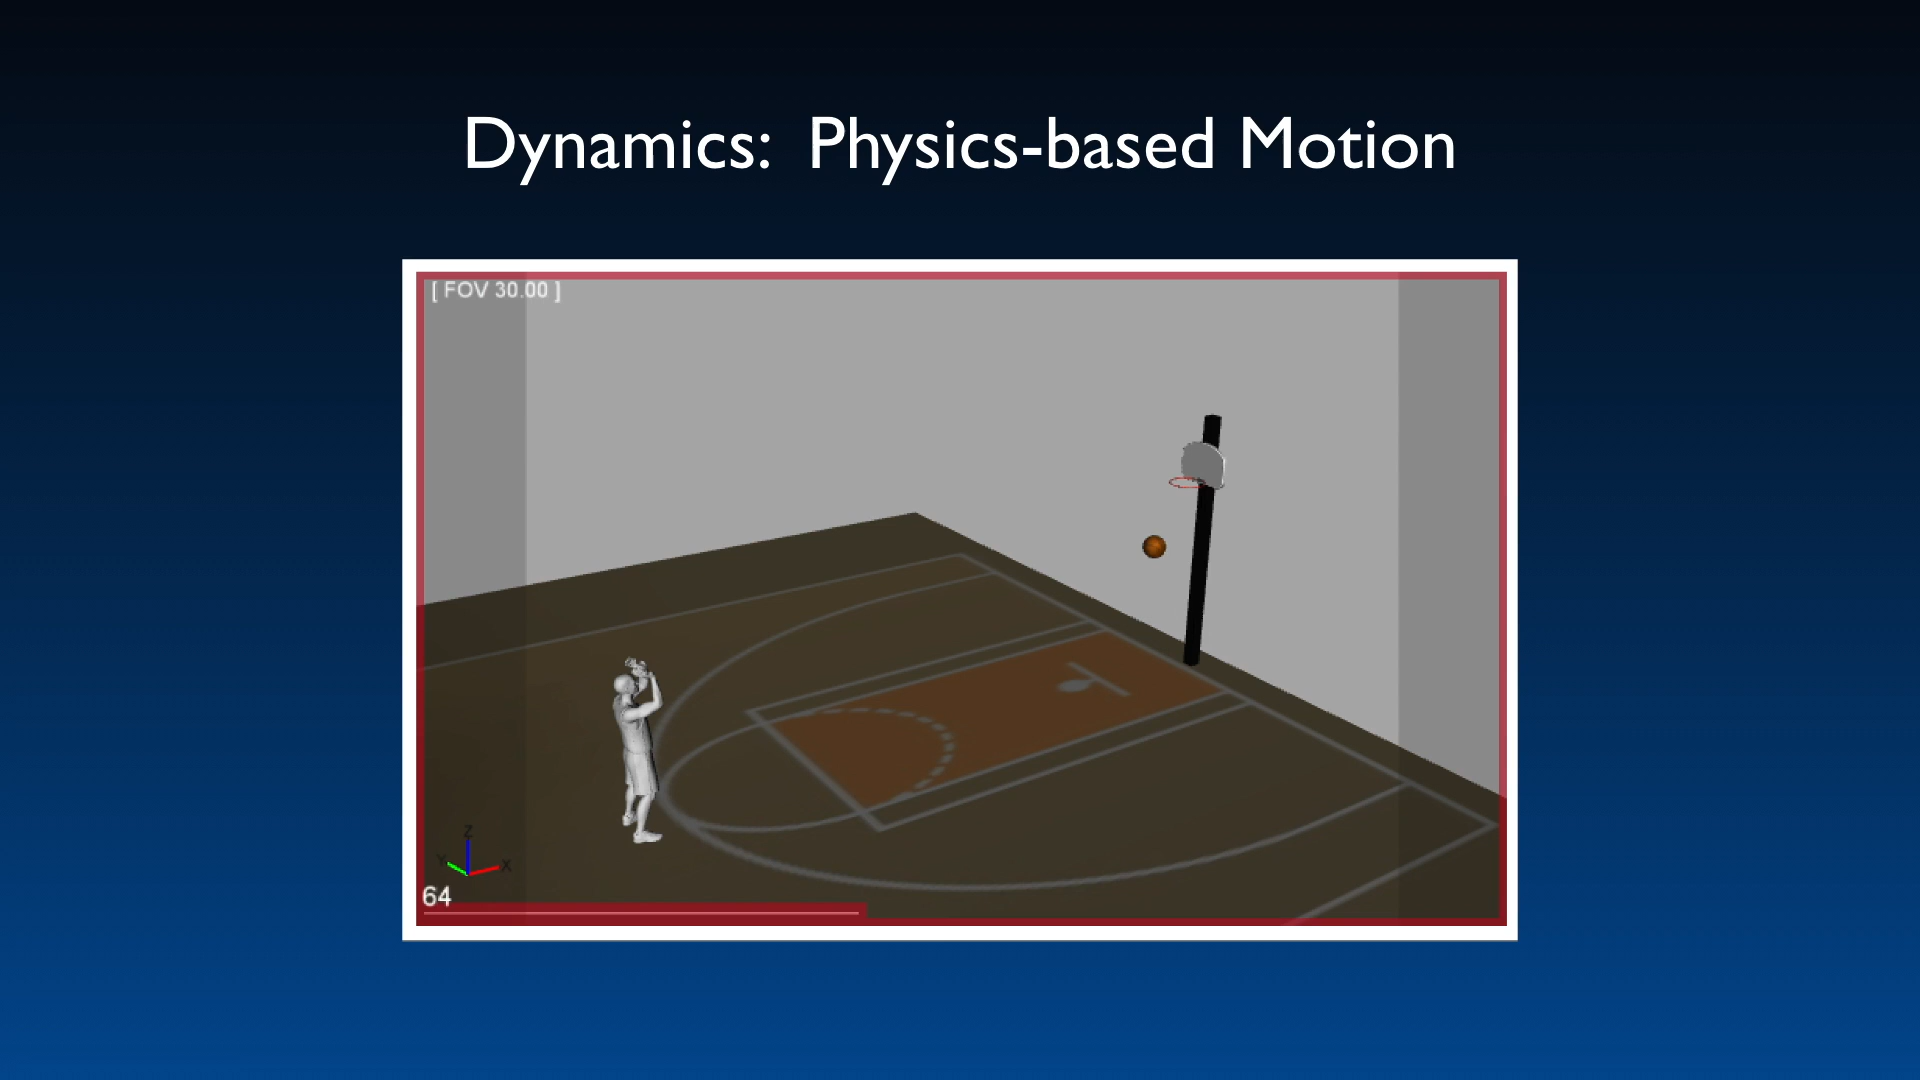 Dynamics:  Physics-based Motion
[ FOV 30.00 ]
Z
Y
X
64